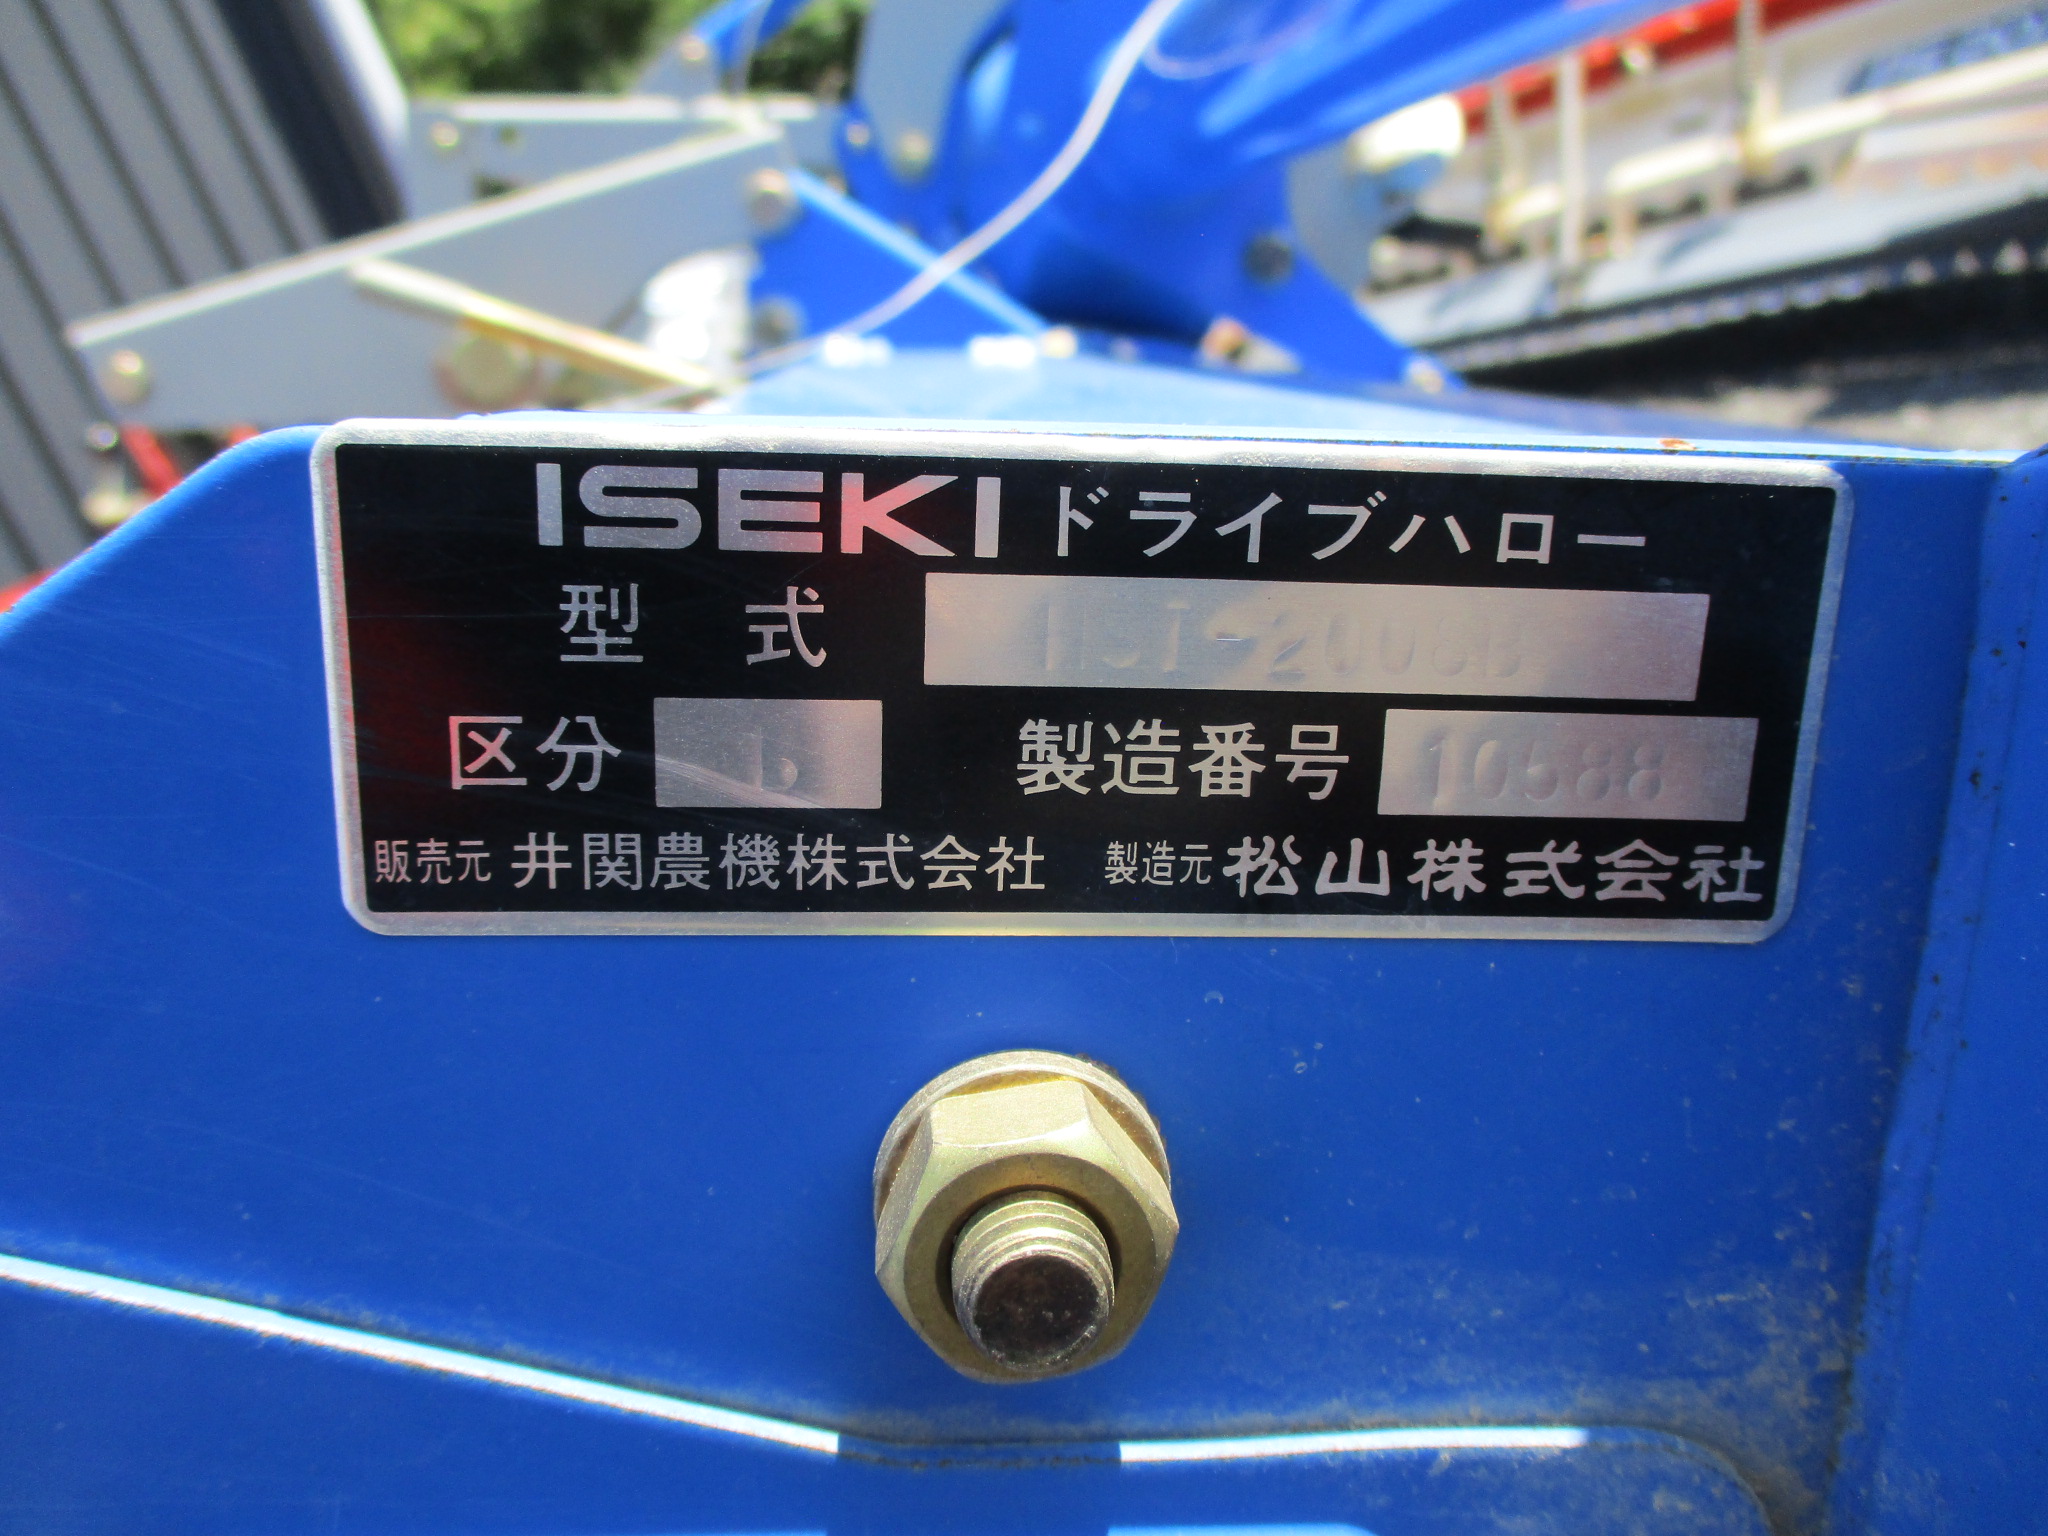 ISEKI ドライブハロー
型式
区分 b 製造番号 10588
販売元 井関農機株式会社 製造元 松山株式会社